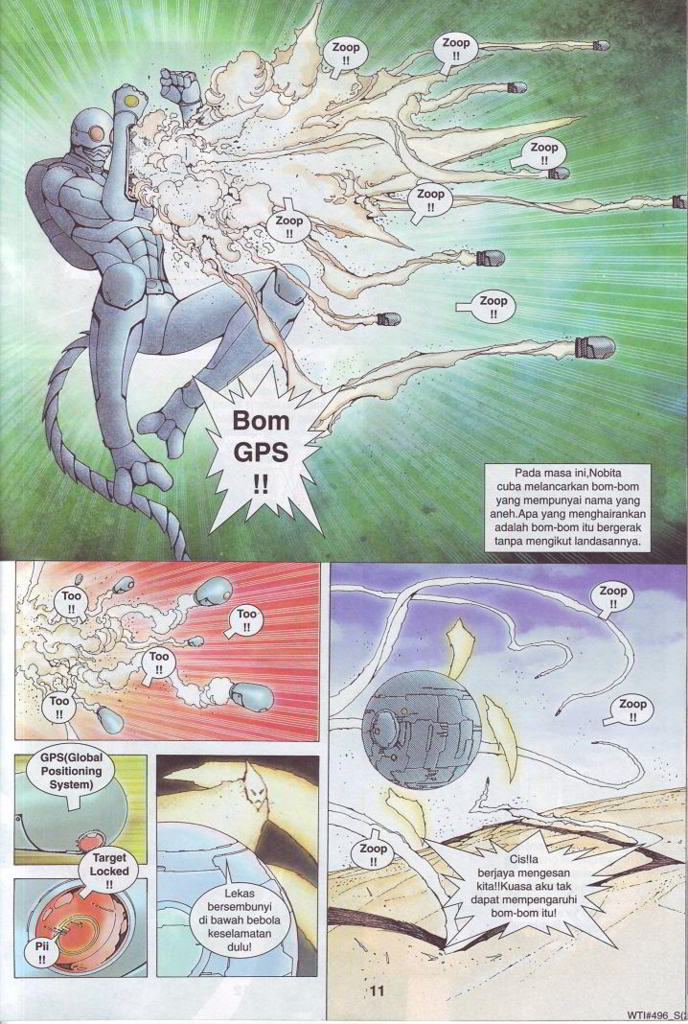 Zoop
!!
Zoop
!!
Zoop
!!
Zoop
!!
Zoop
!!
Zoop
!!
Bom
GPS
!!
Pada masa ini,Nobita
cuba melancarkan bom-bom
yang mempunyai nama yang
aneh.Apa yang menghairankan
adalah bom-bom itu bergerak
tanpa mengikut landasannya.
Too
!!
Too
!!
Too
!!
Too
!!
GPS(Global
Positioning
System)
Target
Locked
!!
Pii
!!
Lekas
bersembunyi
di bawah bebola
keselamatan
dulu!
Zoop
!!
Zoop
!!
Zoop
!!
Cis!Ia
berjaya mengesan
kita!!Kuasa aku tak
dapat mempengaruhi
bom-bom itu!
11